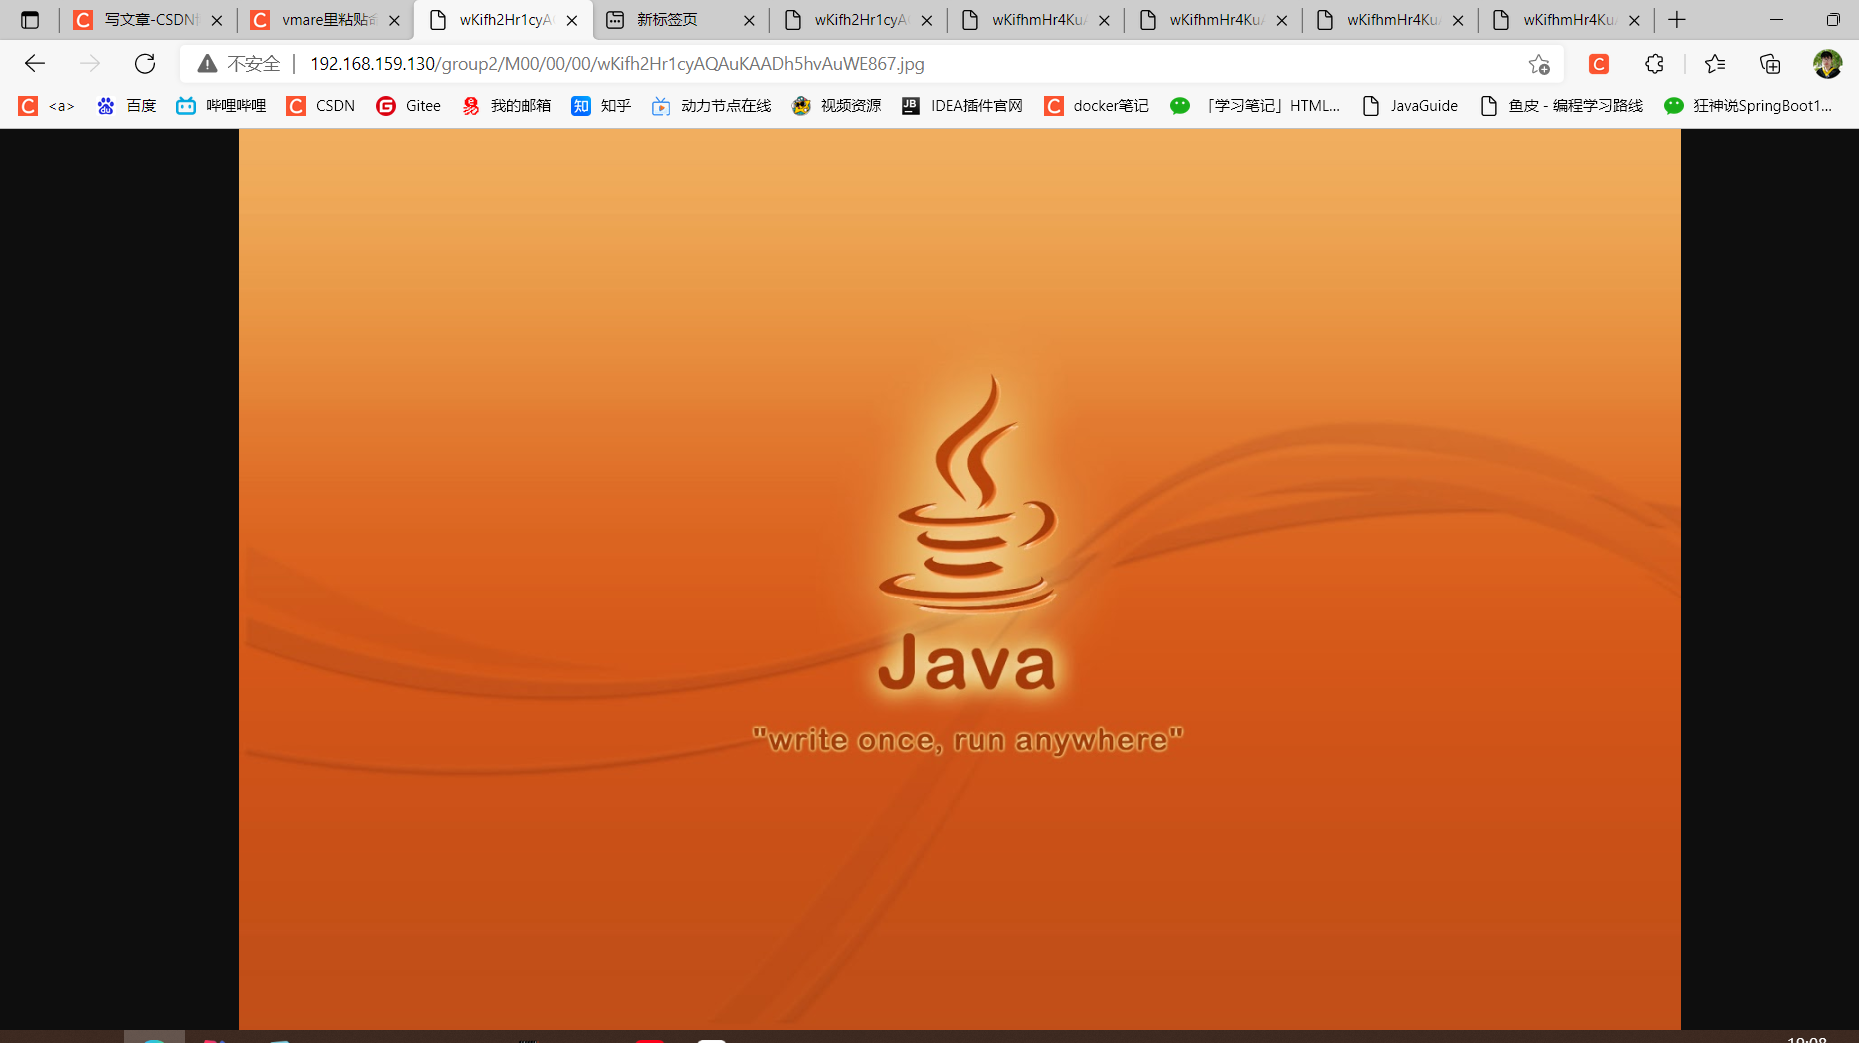 写文章-CSDN
vmare里粘贴
wKifh2Hr1cyA
新标签页
wKifh2Hr1cyA
wKifhmHr4Ku
wKifhmHr4Ku
wKifhmHr4Ku
wKifhmHr4Ku
不安全 192.168.159.130/group2/M00/00/00/wKifh2Hr1cyAQAuKAADh5hvAuWE867.jpg
<a> 百度 哔哩哔哩 CSDN Gitee 我的邮箱 知乎 动力节点在线 视频资源 IDEA插件官网 docker笔记 「学习笔记」HTML... JavaGuide 鱼皮 - 编程学习路线 狂神说SpringBoot1...
Java
"write once, run anywhere"